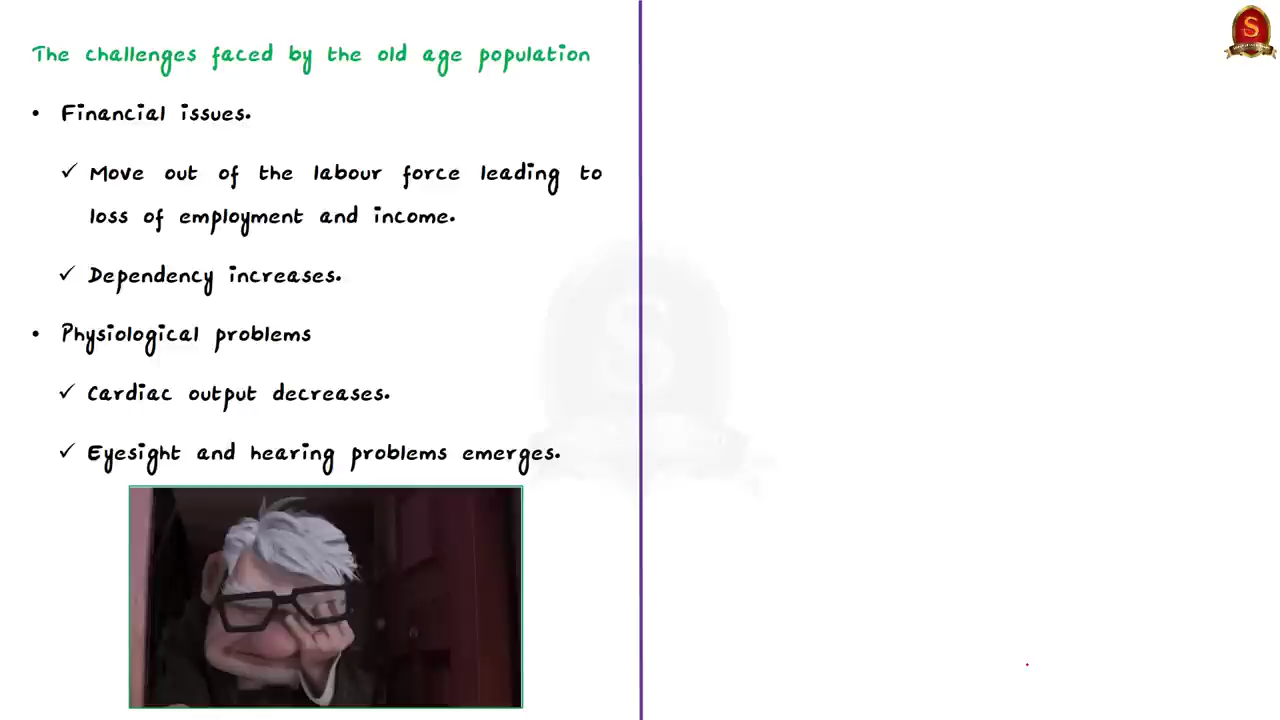 The challenges faced by the old age population
• Financial issues.
✓ Move out of the labour force leading to
loss of employment and income.
✓ Dependency increases.
• Physiological problems
✓ Cardiac output decreases.
✓ Eyesight and hearing problems emerges.
S
S